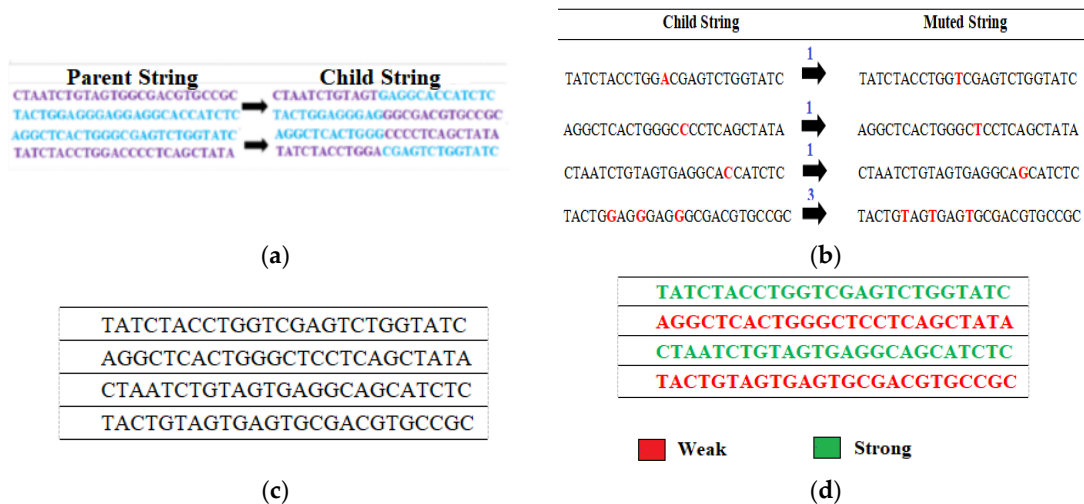 Parent String Child String
CTAATCTGTAGTGGCGACGTGCCGC CTAATCTGTAGTGAGGCACCATCTC
TACTGGAGGGAGGAGGCACCATCTC TACTGGAGGGAGGGCGACGTGCCGC
AGGCTCACTGGGCGAGTCTGGTATC AGGCTCACTGGGCCCCTCAGCTATA
TATCTACCTGGACCCCTCAGCTATA TATCTACCTGGACGAGTCTGGTATC
(a)
Child String Muted String
1
TATCTACCTGGACGAGTCTGGTATC TATCTACCTGGTCGAGTCTGGTATC
1
AGGCTCACTGGGCCCCTCAGCTATA AGGCTCACTGGGCTCCTCAGCTATA
1
CTAATCTGTAGTGAGGCACCATCTC CTAATCTGTAGTGAGGCAGCATCTC
3
TACTGGAGGGAGGGCGACGTGCCGC TACTGTAGTGAGTGCGACGTGCCGC
(b)
TATCTACCTGGTCGAGTCTGGTATC
AGGCTCACTGGGCTCCTCAGCTATA
CTAATCTGTAGTGAGGCAGCATCTC
TACTGTAGTGAGTGCGACGTGCCGC
(c)
TATCTACCTGGTCGAGTCTGGTATC
AGGCTCACTGGGCTCCTCAGCTATA
CTAATCTGTAGTGAGGCAGCATCTC
TACTGTAGTGAGTGCGACGTGCCGC
Weak Strong
(d)